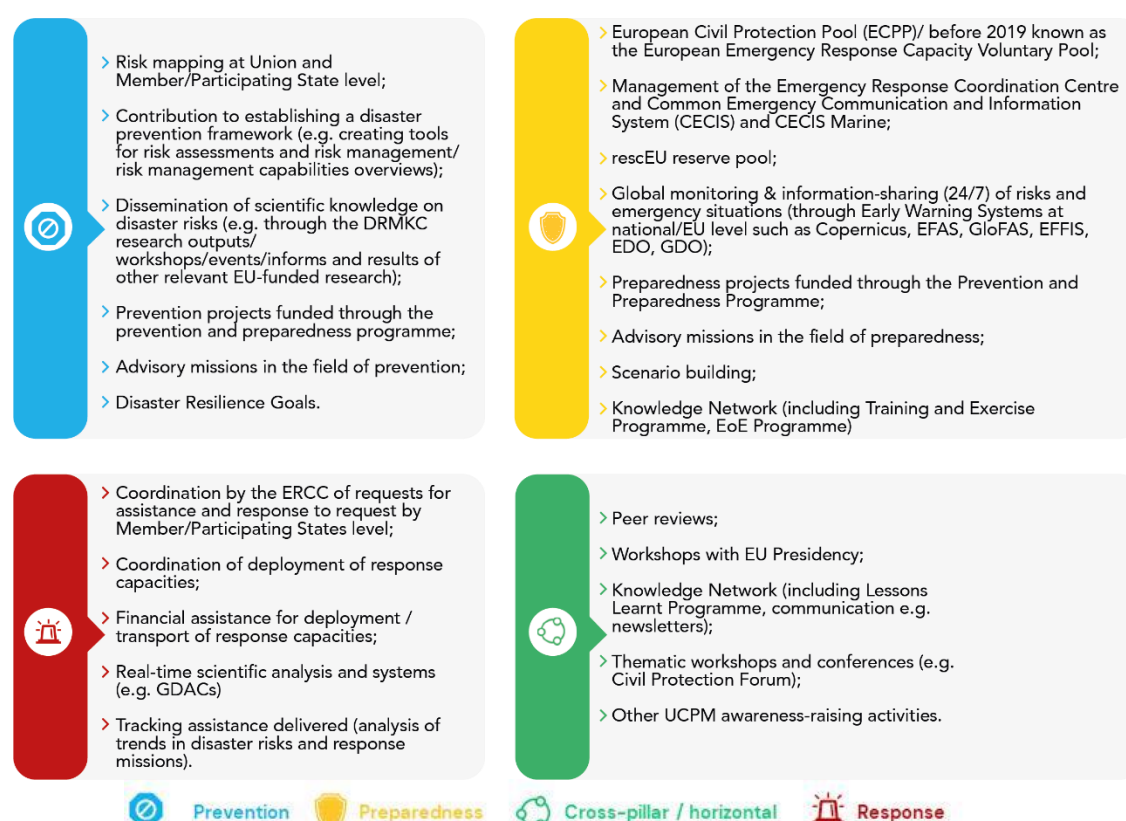 Risk mapping at Union and
Member/Participating State level;
Contribution to establishing a disaster
prevention framework (e.g. creating tools
for risk assessments and risk management/
risk management capabilities overviews);
Dissemination of scientific knowledge on
disaster risks (e.g. through the DRMKC
research outputs/
workshops/events/informs and results of
other relevant EU-funded research);
Prevention projects funded through the
prevention and preparedness programme;
Advisory missions in the field of prevention;
Disaster Resilience Goals.
European Civil Protection Pool (ECPP)/ before 2019 known as
the European Emergency Response Capacity Voluntary Pool;
Management of the Emergency Response Coordination Centre
and Common Emergency Communication and Information
System (CECIS) and CECIS Marine;
rescEU reserve pool;
Global monitoring & information-sharing (24/7) of risks and
emergency situations (through Early Warning Systems at
national/EU level such as Copernicus, EFAS, GloFAS, EFFIS,
EDO, GDO);
Preparedness projects funded through the Prevention and
Preparedness Programme;
Advisory missions in the field of preparedness;
Scenario building;
Knowledge Network (including Training and Exercise
Programme, EoE Programme)
Coordination by the ERCC of requests for
assistance and response to request by
Member/Participating States level;
Coordination of deployment of response
capacities;
Financial assistance for deployment /
transport of response capacities;
Real-time scientific analysis and systems
(e.g. GDACs)
Tracking assistance delivered (analysis of
trends in disaster risks and response
missions).
Peer reviews;
Workshops with EU Presidency;
Knowledge Network (including Lessons
Learnt Programme, communication e.g.
newsletters);
Thematic workshops and conferences (e.g.
Civil Protection Forum);
Other UCPM awareness-raising activities.
Prevention Preparedness Cross-pillar / horizontal Response